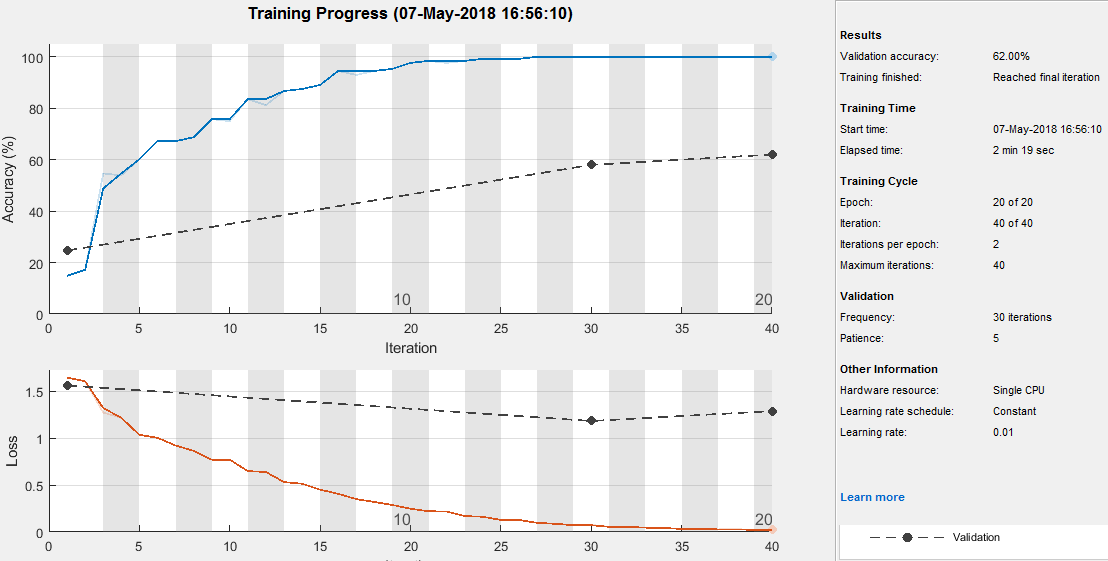 Training Progress (07-May-2018 16:56:10)
100
80
60
40
20
0
Accuracy (%)
10
20
0 5 10 15 20 25 30 35 40
Iteration
1.5
1
0.5
0
Loss
10
20
0 5 10 15 20 25 30 35 40
Results
Validation accuracy: 62.00%
Training finished: Reached final iteration
Training Time
Start time: 07-May-2018 16:56:10
Elapsed time: 2 min 19 sec
Training Cycle
Epoch: 20 of 20
Iteration: 40 of 40
Iterations per epoch: 2
Maximum iterations: 40
Validation
Frequency: 30 iterations
Patience: 5
Other Information
Hardware resource: Single CPU
Learning rate schedule: Constant
Learning rate: 0.01
Learn more
Validation